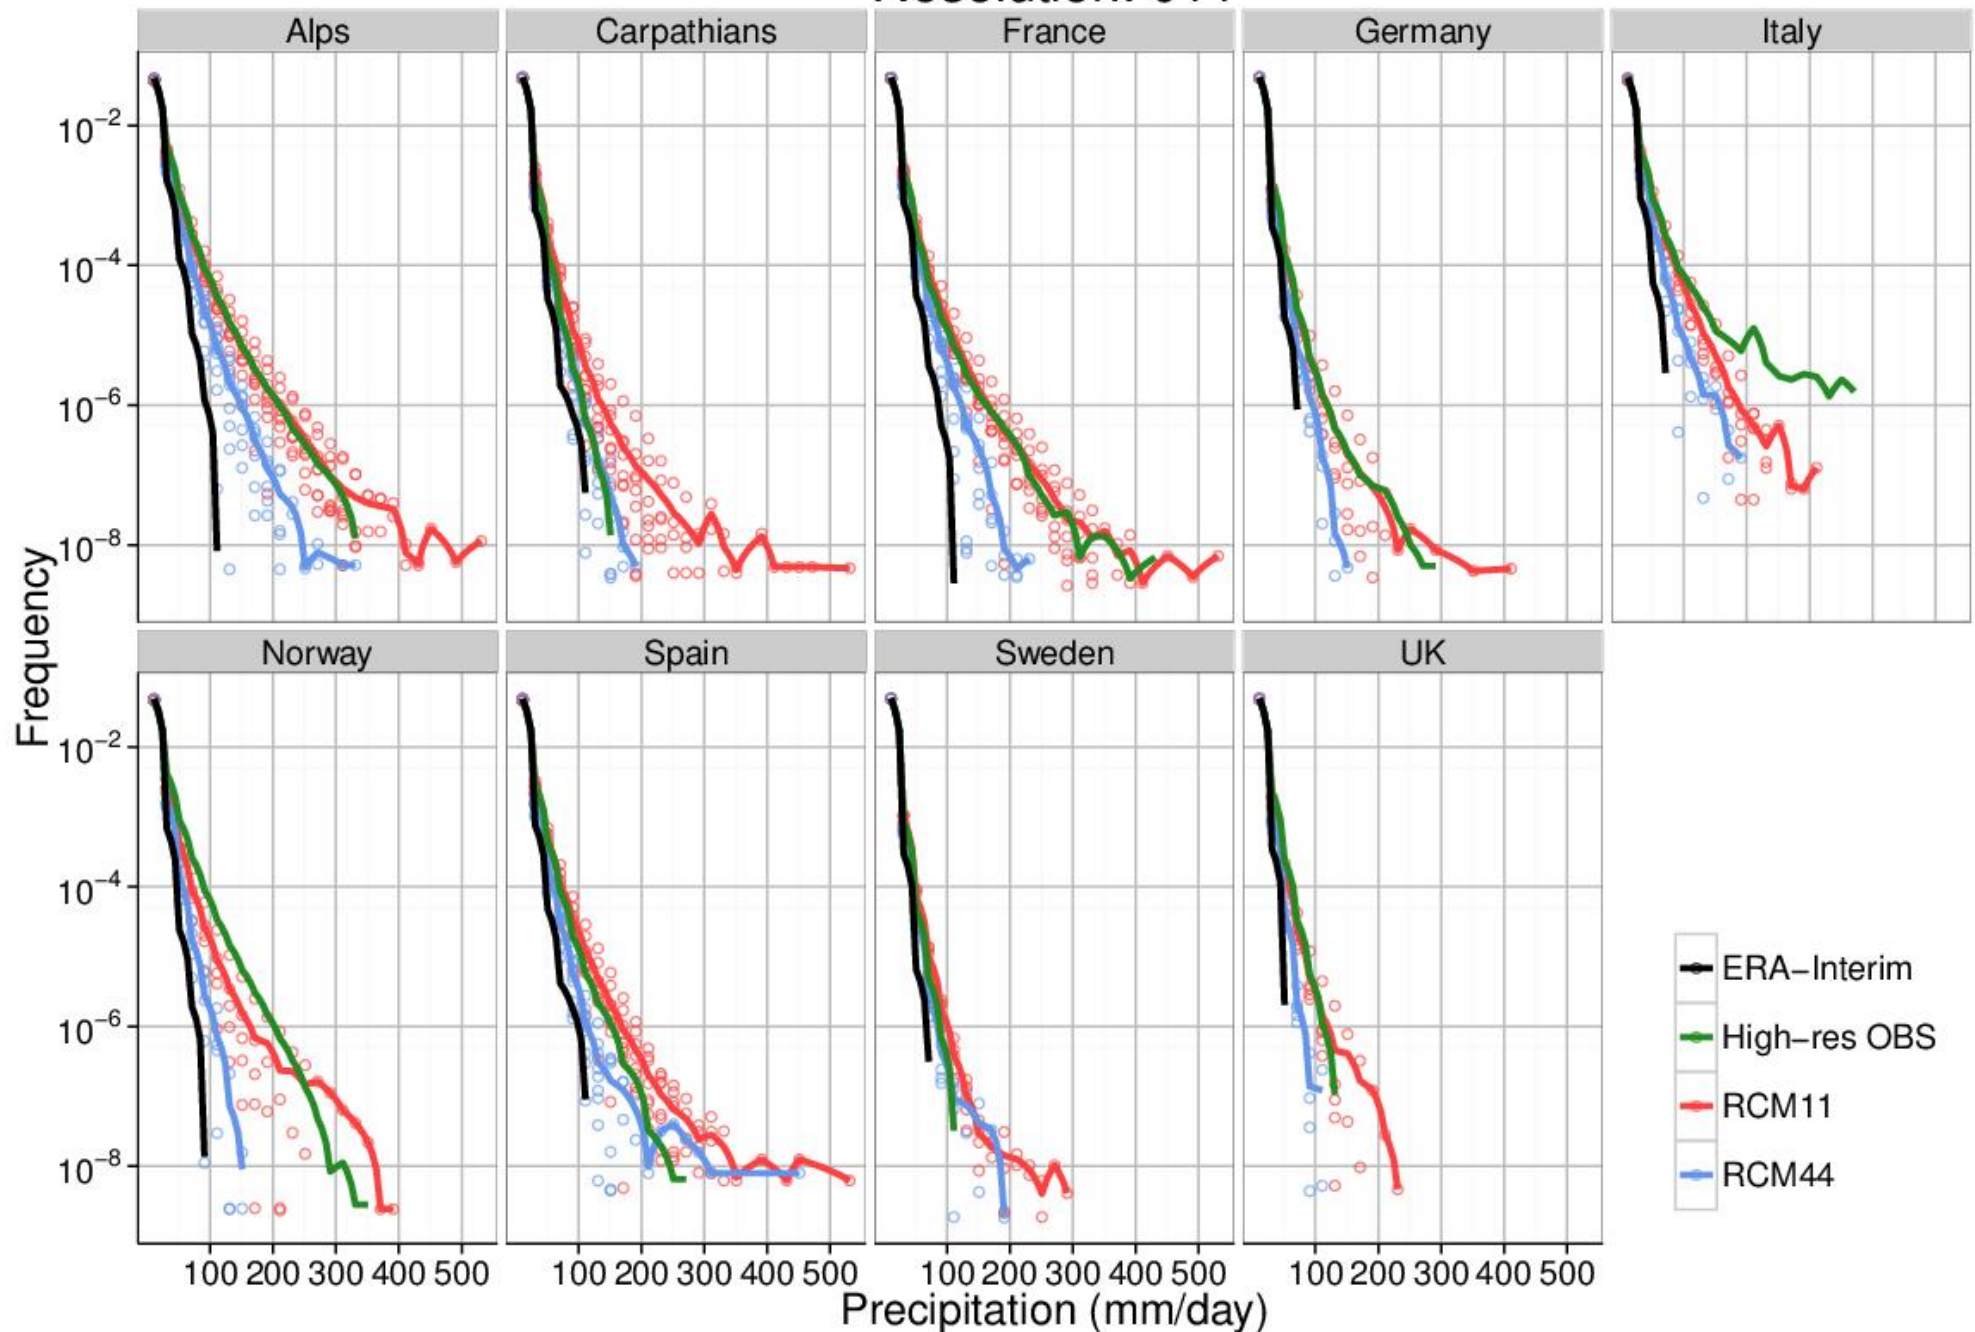 Alps Carpathians France Germany Italy
10−2
10−4
10−6
10−8
Frequency
Norway Spain Sweden UK
10−2
10−4
10−6
10−8
ERA−Interim
High−res OBS
RCM11
RCM44
100 200 300 400 500 100 200 300 400 500 100 200 300 400 500 100 200 300 400 500
Precipitation (mm/day)